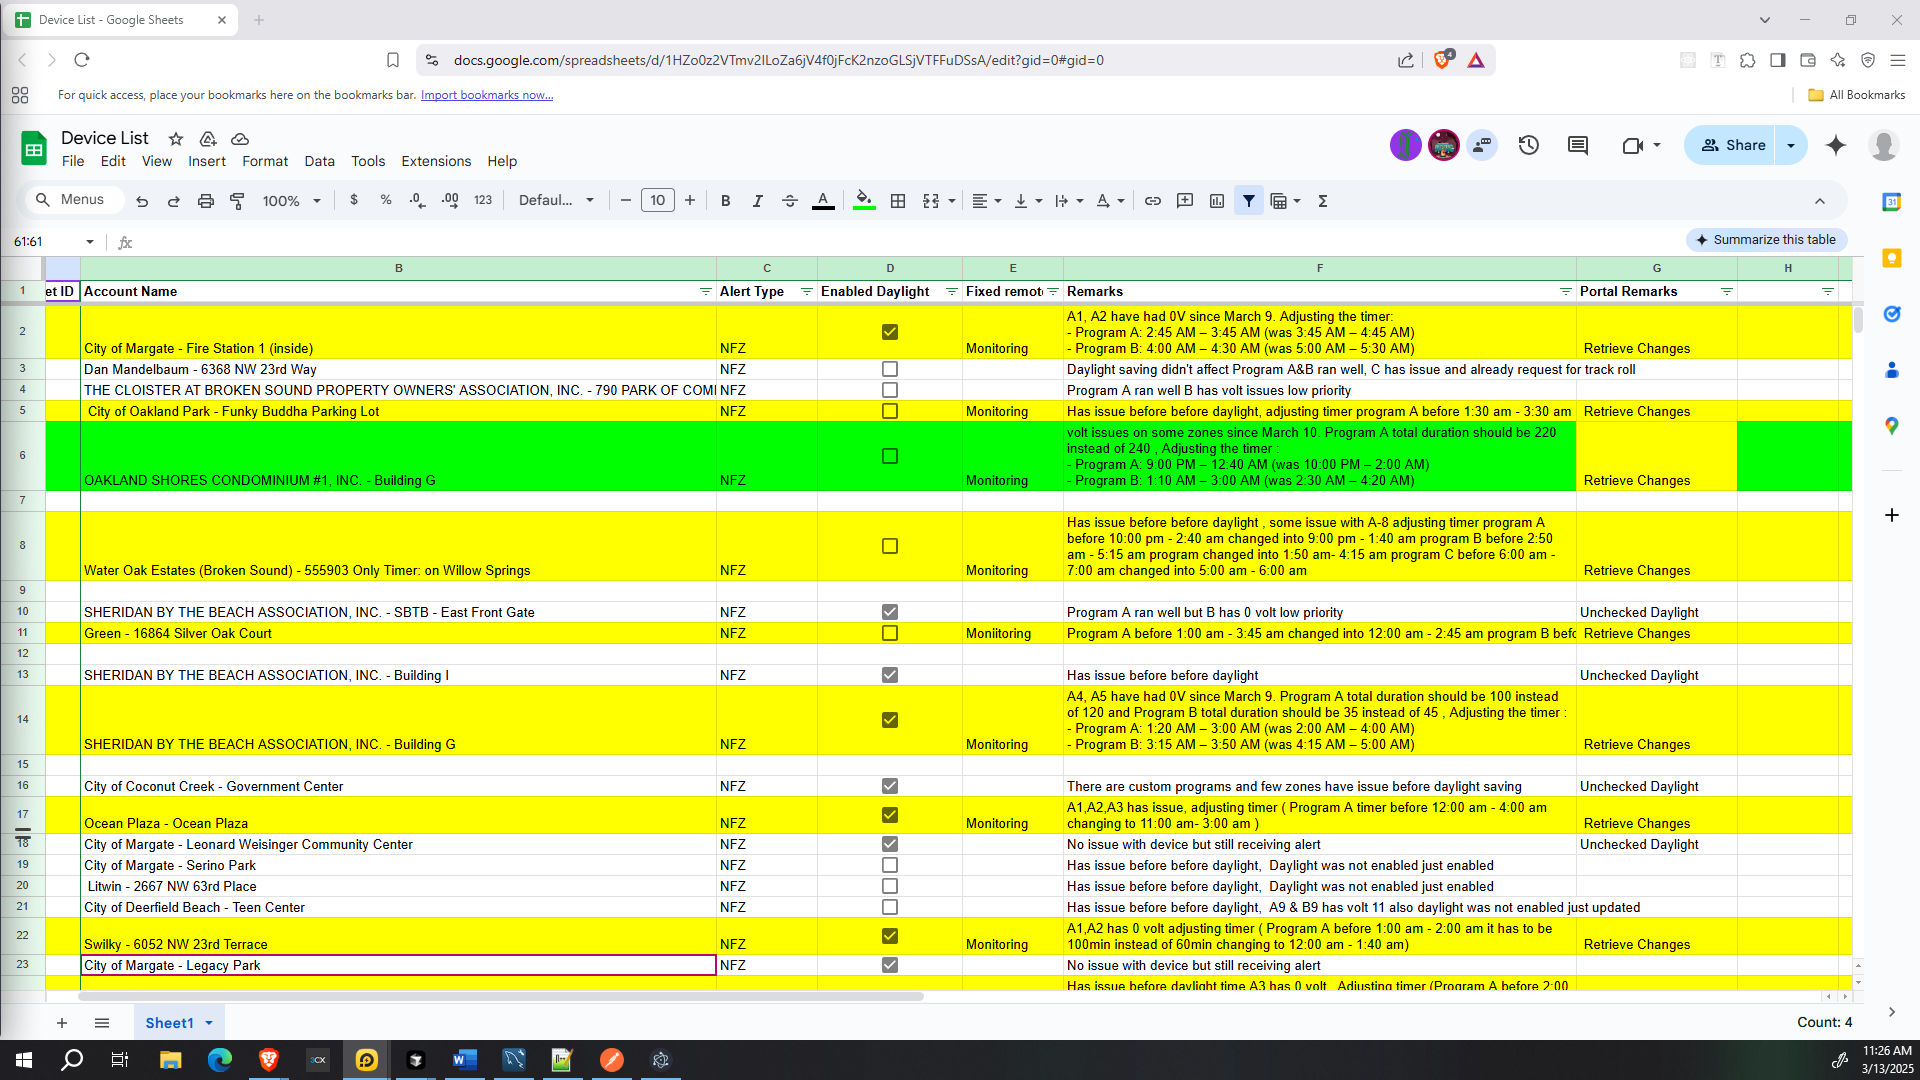 Device List - Google Sheets
docs.google.com/spreadsheets/d/1HZo0z2VTmv2ILoZa6jV4f0jFcK2nzoGLSjVTFFuDSsA/edit?gid=0#gid=0
4
For quick access, place your bookmarks here on the bookmarks bar. Import bookmarks now...
All Bookmarks
Device List
File Edit View Insert Format Data Tools Extensions Help
Share
Menus
100%
$ % .0 .00 123
Defaul...
10
B I A
31
61:61
fx
Summarize this table
B C D E F G H
1 et ID Account Name Alert Type Enabled Daylight Fixed remot Remarks Portal Remarks
A1, A2 have had 0V since March 9. Adjusting the timer:
2 - Program A: 2:45 AM – 3:45 AM (was 3:45 AM – 4:45 AM)
City of Margate - Fire Station 1 (inside) NFZ Monitoring - Program B: 4:00 AM – 4:30 AM (was 5:00 AM – 5:30 AM) Retrieve Changes
3 Dan Mandelbaum - 6368 NW 23rd Way NFZ Daylight saving didn't affect Program A&B ran well, C has issue and already request for track roll
4 THE CLOISTER AT BROKEN SOUND PROPERTY OWNERS' ASSOCIATION, INC. - 790 PARK OF COMI NFZ Program A ran well B has volt issues low priority
5 City of Oakland Park - Funky Buddha Parking Lot NFZ Monitoring Has issue before before daylight, adjusting timer program A before 1:30 am - 3:30 am Retrieve Changes
volt issues on some zones since March 10. Program A total duration should be 220
6 instead of 240 , Adjusting the timer :
- Program A: 9:00 PM – 12:40 AM (was 10:00 PM – 2:00 AM)
OAKLAND SHORES CONDOMINIUM #1, INC. - Building G NFZ Monitoring - Program B: 1:10 AM – 3:00 AM (was 2:30 AM – 4:20 AM) Retrieve Changes
7
Has issue before before daylight , some issue with A-8 adjusting timer program A
8 before 10:00 pm - 2:40 am changed into 9:00 pm - 1:40 am program B before 2:50
am - 5:15 am program changed into 1:50 am- 4:15 am program C before 6:00 am -
Water Oak Estates (Broken Sound) - 555903 Only Timer: on Willow Springs NFZ Monitoring 7:00 am changed into 5:00 am - 6:00 am Retrieve Changes
9
10 SHERIDAN BY THE BEACH ASSOCIATION, INC. - SBTB - East Front Gate NFZ Program A ran well but B has 0 volt low priority Unchecked Daylight
11 Green - 16864 Silver Oak Court NFZ Moniitoring Program A before 1:00 am - 3:45 am changed into 12:00 am - 2:45 am program B befo Retrieve Changes
12
13 SHERIDAN BY THE BEACH ASSOCIATION, INC. - Building I NFZ Has issue before before daylight Unchecked Daylight
A4, A5 have had 0V since March 9. Program A total duration should be 100 instead
14 of 120 and Program B total duration should be 35 instead of 45 , Adjusting the timer :
- Program A: 1:20 AM – 3:00 AM (was 2:00 AM – 4:00 AM)
SHERIDAN BY THE BEACH ASSOCIATION, INC. - Building G NFZ Monitoring - Program B: 3:15 AM – 3:50 AM (was 4:15 AM – 5:00 AM) Retrieve Changes
15
16 City of Coconut Creek - Government Center NFZ There are custom programs and few zones have issue before daylight saving Unchecked Daylight
17 A1,A2,A3 has issue, adjusting timer ( Program A timer before 12:00 am - 4:00 am
Ocean Plaza - Ocean Plaza NFZ Monitoring changing to 11:00 am- 3:00 am ) Retrieve Changes
18 City of Margate - Leonard Weisinger Community Center NFZ No issue with device but still receiving alert Unchecked Daylight
19 City of Margate - Serino Park NFZ Has issue before before daylight, Daylight was not enabled just enabled
20 Litwin - 2667 NW 63rd Place NFZ Has issue before before daylight, Daylight was not enabled just enabled
21 City of Deerfield Beach - Teen Center NFZ Has issue before before daylight, A9 & B9 has volt 11 also daylight was not enabled just updated
22 A1,A2 has 0 volt adjusting timer ( Program A before 1:00 am - 2:00 am it has to be
Swilky - 6052 NW 23rd Terrace NFZ Monitoring 100min instead of 60min changing to 12:00 am - 1:40 am) Retrieve Changes
23 City of Margate - Legacy Park NFZ No issue with device but still receiving alert
Has issue before daylight time A3 has 0 volt , Adjusting timer (Program A before 2:00
Sheet1
Count: 4
3CX
11:26 AM
3/13/2025